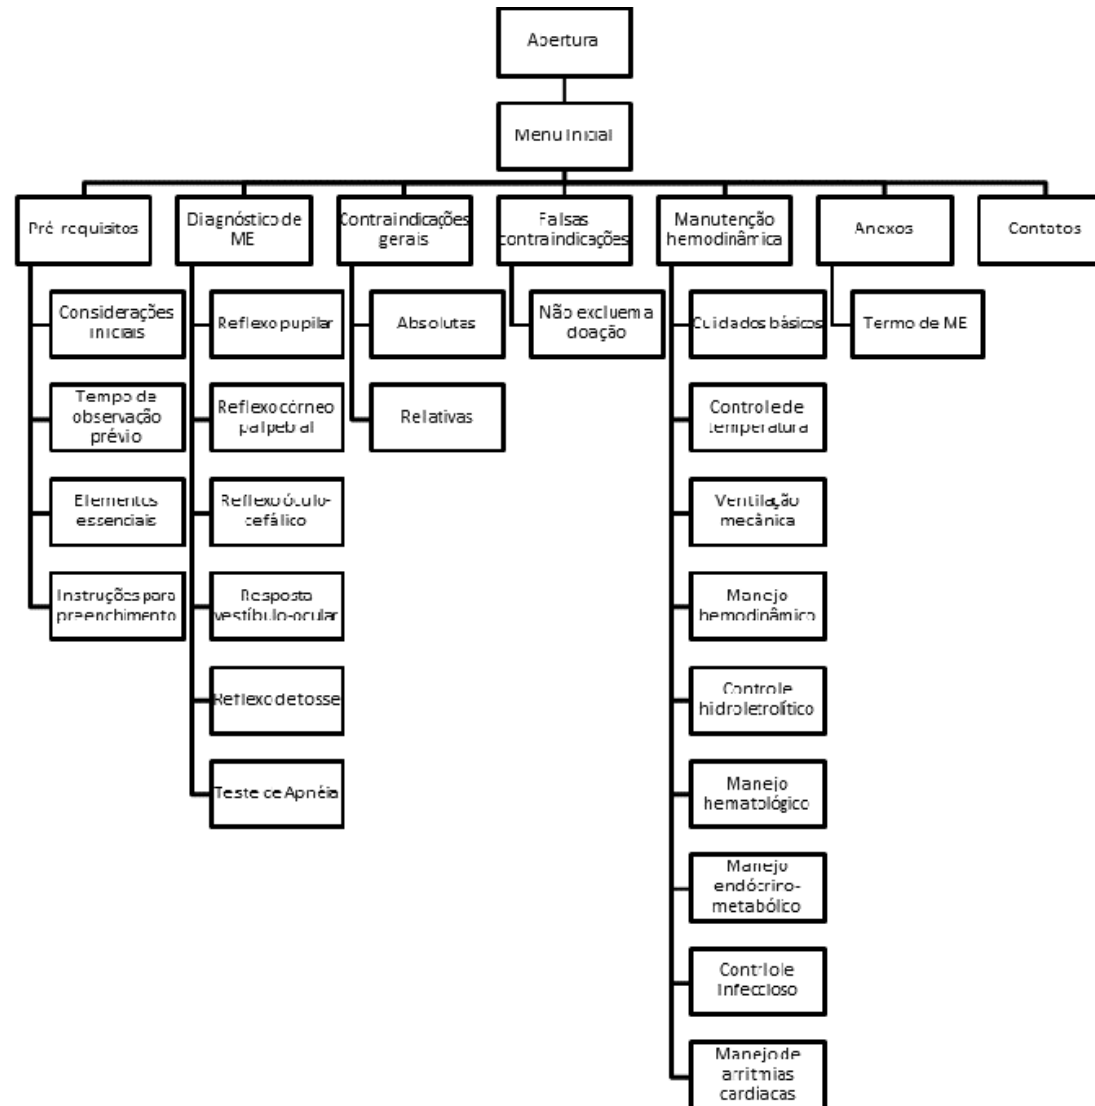 Abertura
Menu Inicial
Pré-requisitos
Diagnóstico de
ME
Contraindicações
gerais
Falsas
contraindicações
Manutenção
hemodinâmica
Anexos
Contatos
Considerações
iniciais
Tempo de
observação
prévio
Elementos
essenciais
Instruções para
preenchimento
Reflexo pupilar
Reflexo córneo
palpebral
Reflexo óculo-
cefálico
Resposta
vestíbulo-ocular
Reflexo de tosse
Teste de Apnéia
Absolutas
Relativas
Não excluem a
doação
Cuidados básicos
Controle de
temperatura
Ventilação
mecânica
Manejo
hemodinâmico
Controle
hidroletrolítico
Manejo
hematológico
Manejo
endócrino-
metabólico
Contrlole
infeccioso
Manejo de
arritmias
cardiacas
Termo de ME